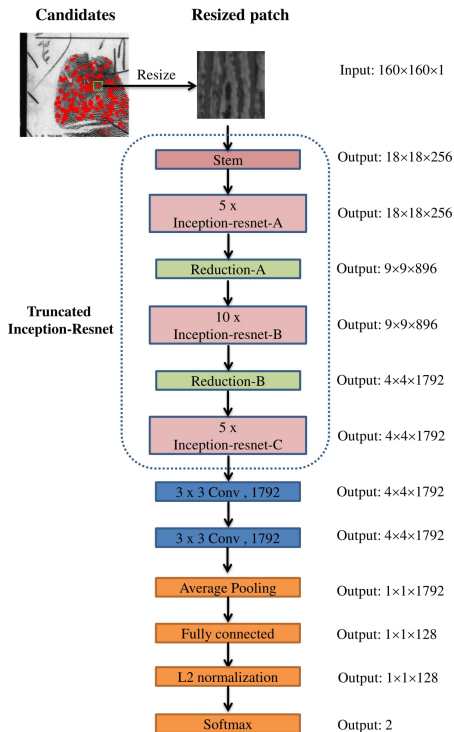 Candidates
Resized patch
Resize
Input: 160×160×1
Stem
Output: 18×18×256
5 x
Inception-resnet-A
Output: 18×18×256
Reduction-A
Output: 9×9×896
Truncated
Inception-Resnet
10 x
Inception-resnet-B
Output: 9×9×896
Reduction-B
Output: 4×4×1792
5 x
Inception-resnet-C
Output: 4×4×1792
3 x 3 Conv , 1792
Output: 4×4×1792
3 x 3 Conv , 1792
Output: 4×4×1792
Average Pooling
Output: 1×1×1792
Fully connected
Output: 1×1×128
L2 normalization
Output: 1×1×128
Softmax
Output: 2